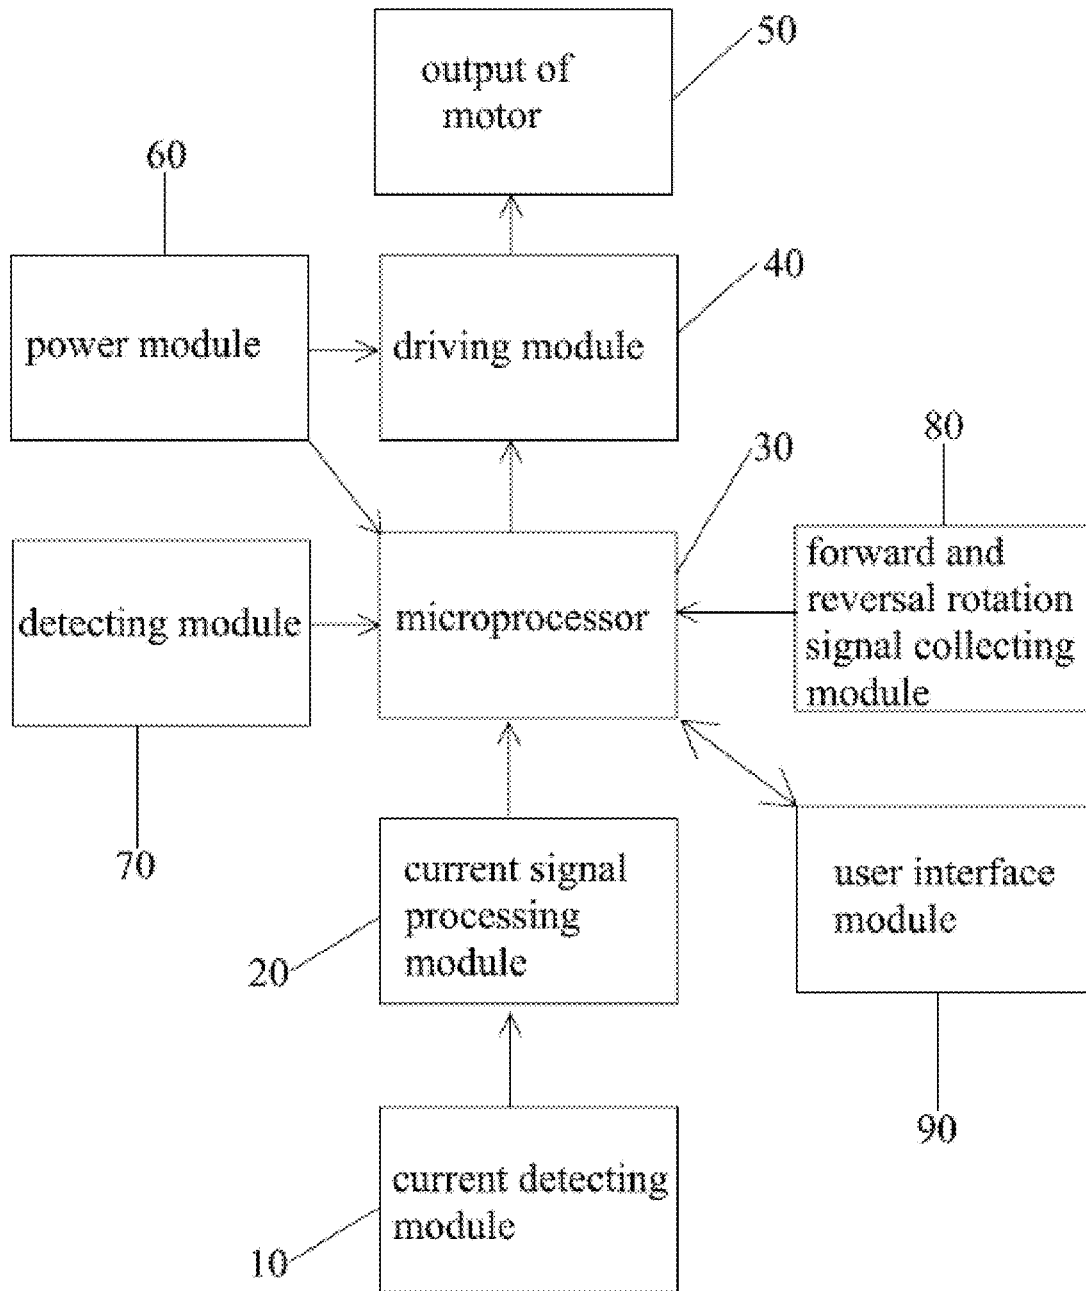 50
output of
motor
60
40
power module
driving module
80
30
forward and
reversal rotation
signal collecting
module
detecting module
microprocessor
70
current signal
processing
module
20
user interface
module
90
current detecting
module
10